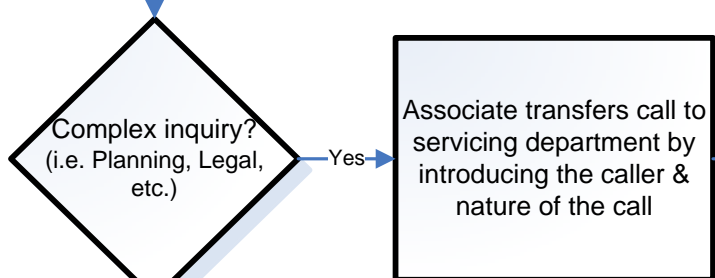 Complex inquiry?
(i.e. Planning, Legal,
etc.)
Yes
Associate transfers call to
servicing department by
introducing the caller &
nature of the call